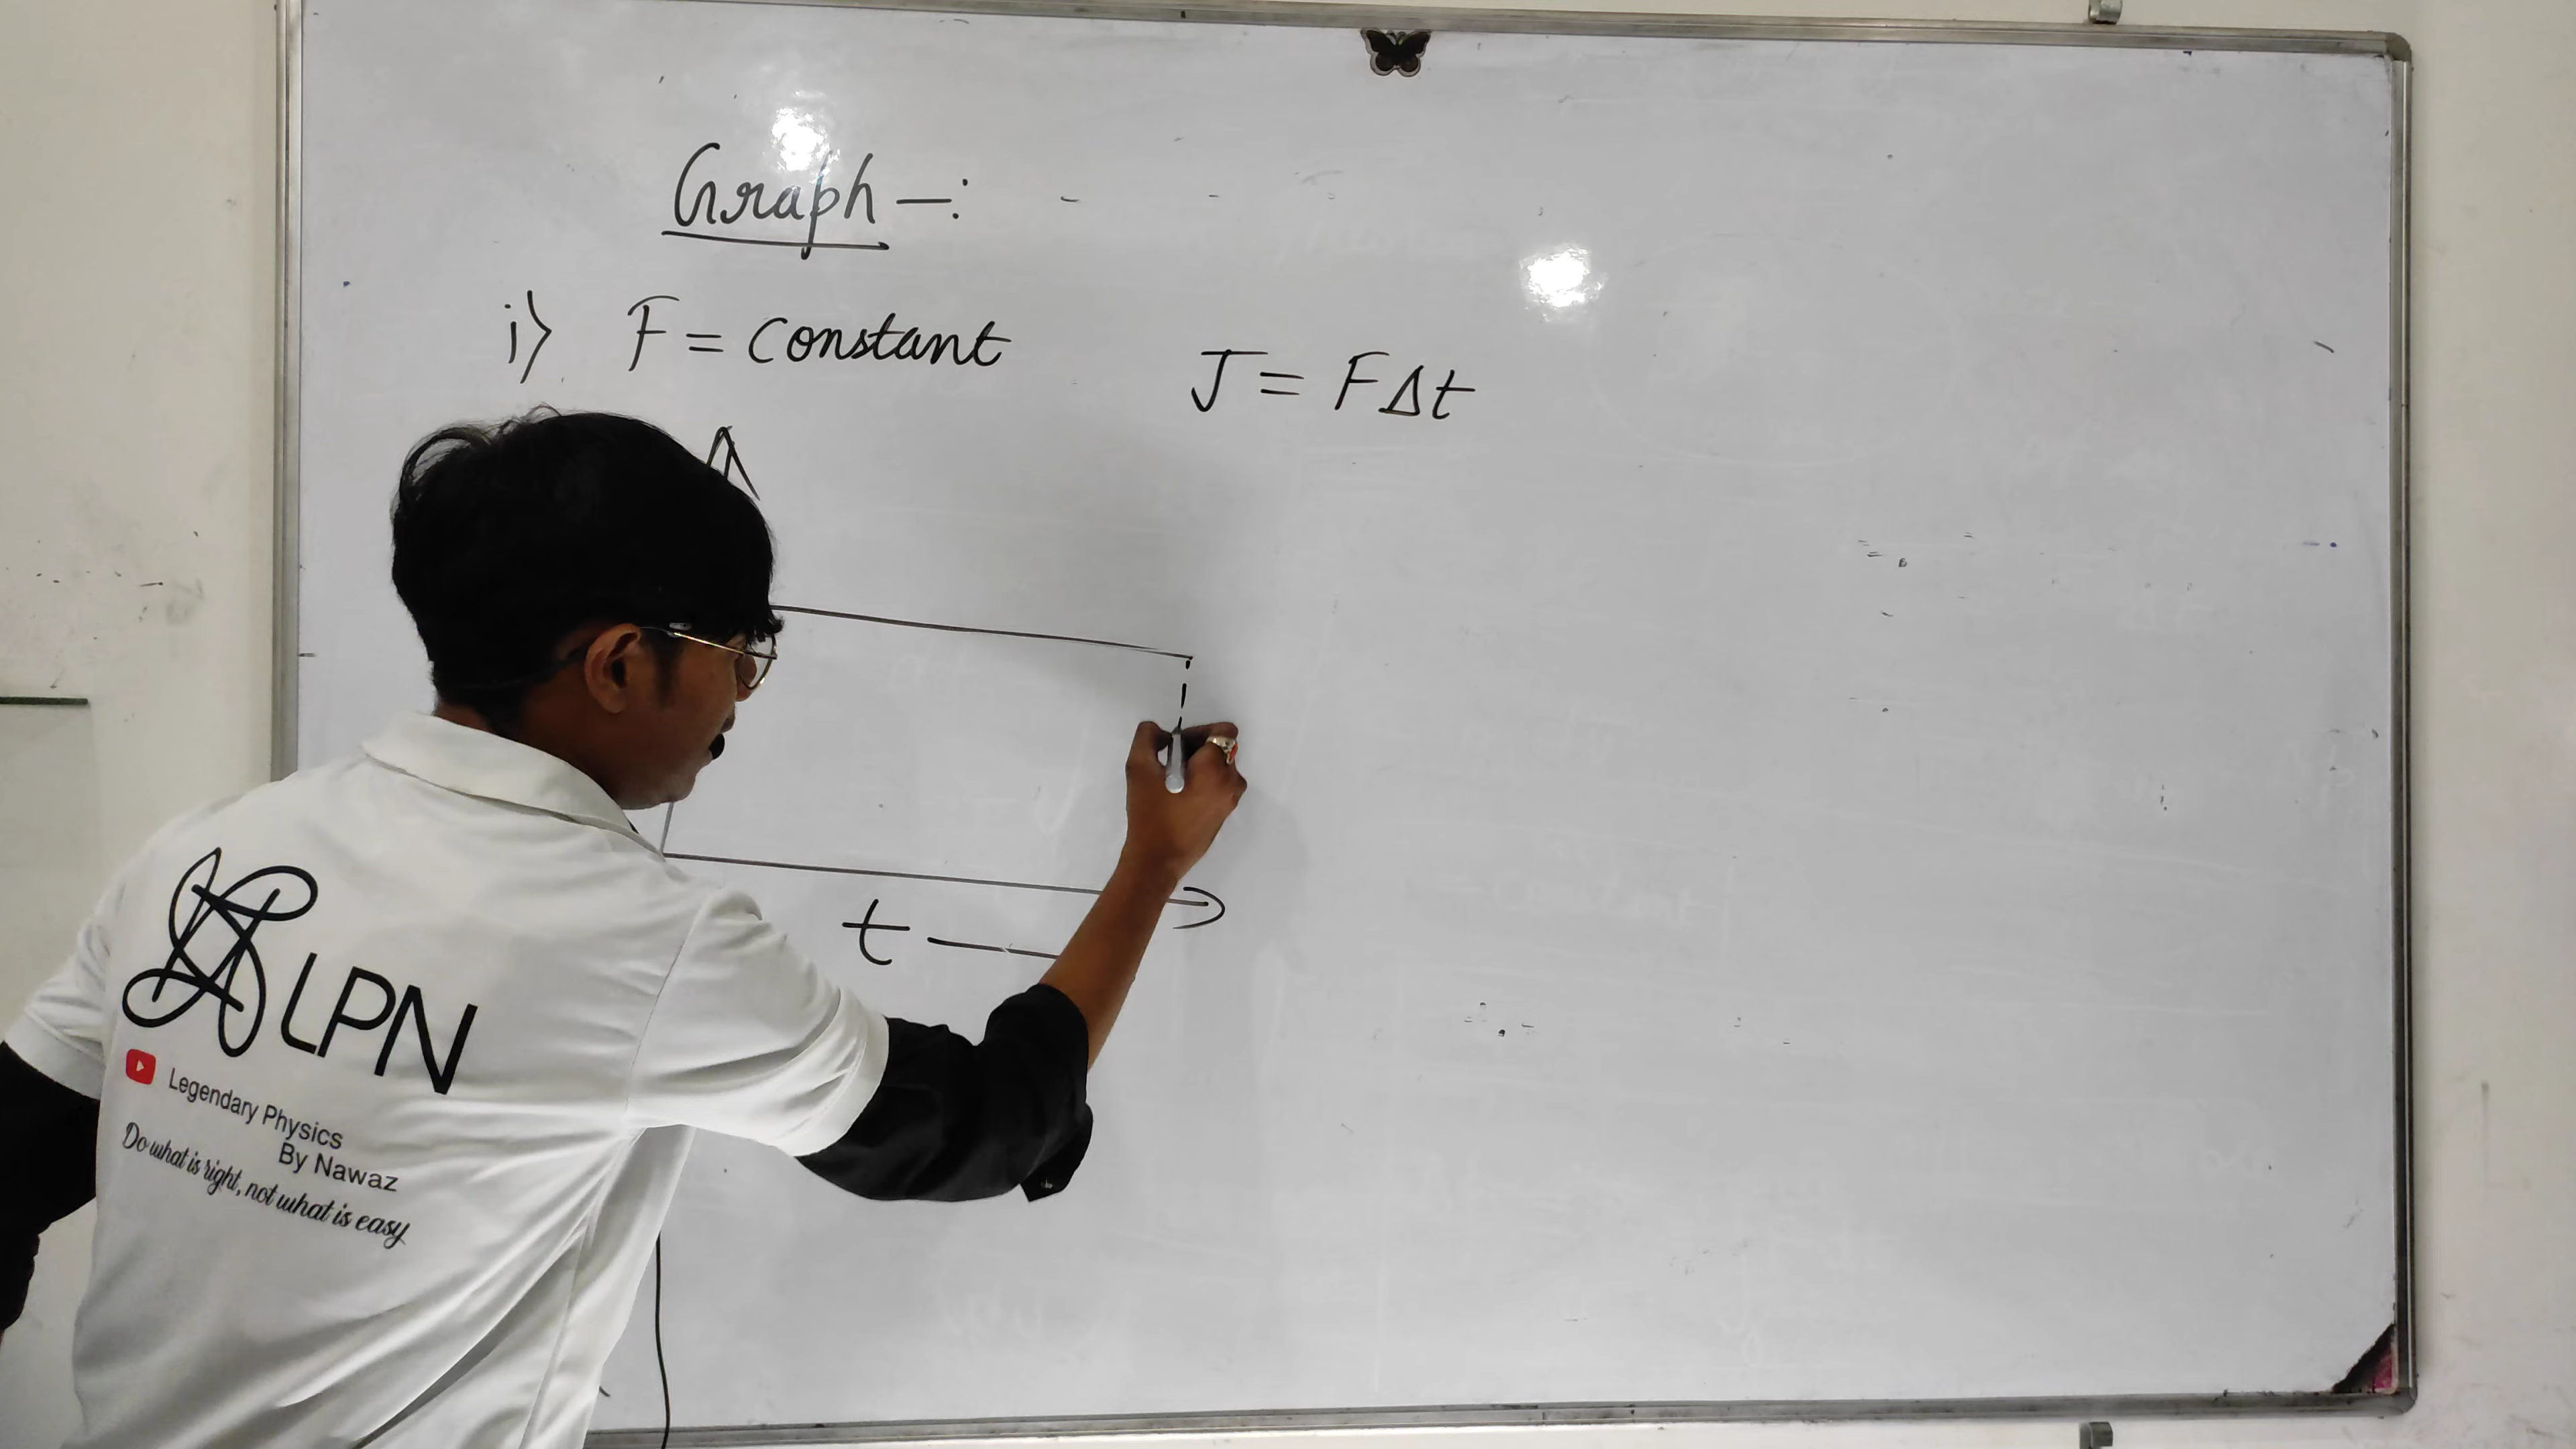 Graph —:
i) F = constant
J = FΔt
t
LPN
Legendary Physics
By Nawaz
Do what is right, not what is easy